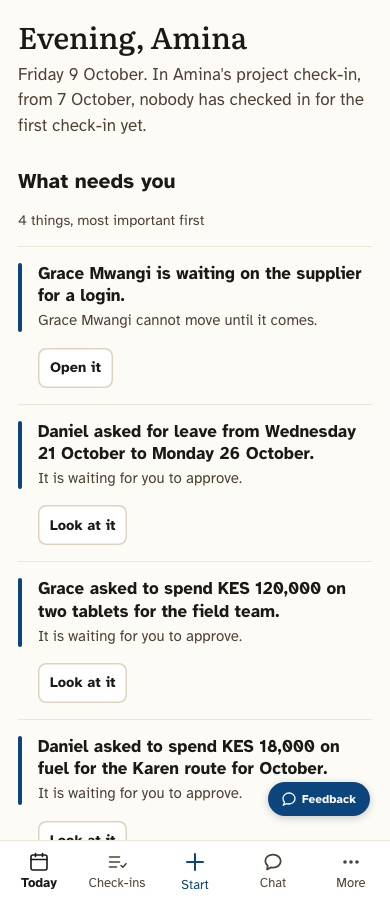 Evening, Amina
Friday 9 October. In Amina's project check-in,
from 7 October, nobody has checked in for the
first check-in yet.
What needs you
4 things, most important first
Grace Mwangi is waiting on the supplier
for a login.
Grace Mwangi cannot move until it comes.
Open it
Daniel asked for leave from Wednesday
21 October to Monday 26 October.
It is waiting for you to approve.
Look at it
Grace asked to spend KES 120,000 on
two tablets for the field team.
It is waiting for you to approve.
Look at it
Daniel asked to spend KES 18,000 on
fuel for the Karen route for October.
It is waiting for you to approve.
Feedback
Look at it
Today
Check-ins
Start
Chat
More